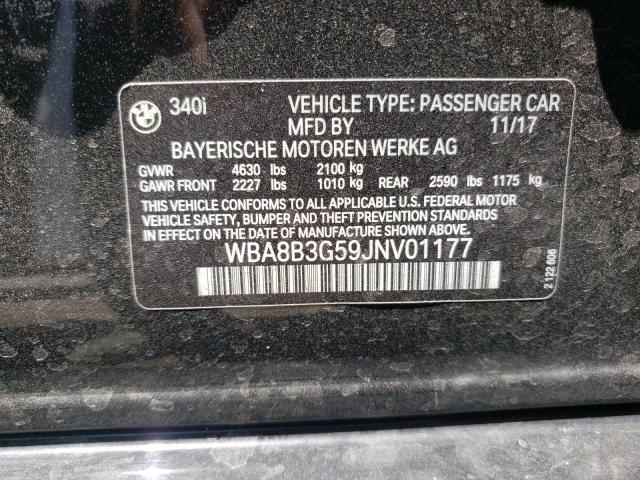 340i VEHICLE TYPE: PASSENGER CAR
MFD BY 11/17
BAYERISCHE MOTOREN WERKE AG
GVWR 4630 lbs 2100 kg
GAWR FRONT 2227 lbs 1010 kg REAR 2590 lbs 1175 kg
THIS VEHICLE CONFORMS TO ALL APPLICABLE U.S. FEDERAL MOTOR
VEHICLE SAFETY, BUMPER AND THEFT PREVENTION STANDARDS
IN EFFECT ON THE DATE OF MANUFACTURE SHOWN ABOVE.
WBA8B3G59JNV01177
2 122 606